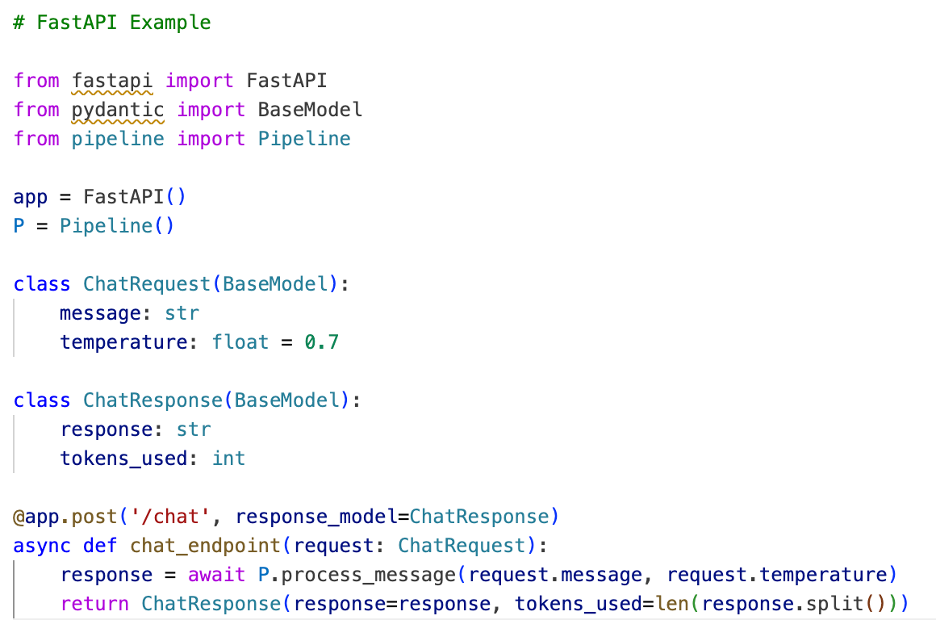 # FastAPI Example
from fastapi import FastAPI
from pydantic import BaseModel
from pipeline import Pipeline
app = FastAPI()
P = Pipeline()
class ChatRequest(BaseModel):
    message: str
    temperature: float = 0.7
class ChatResponse(BaseModel):
    response: str
    tokens_used: int
@app.post('/chat', response_model=ChatResponse)
async def chat_endpoint(request: ChatRequest):
    response = await P.process_message(request.message, request.temperature)
    return ChatResponse(response=response, tokens_used=len(response.split()))